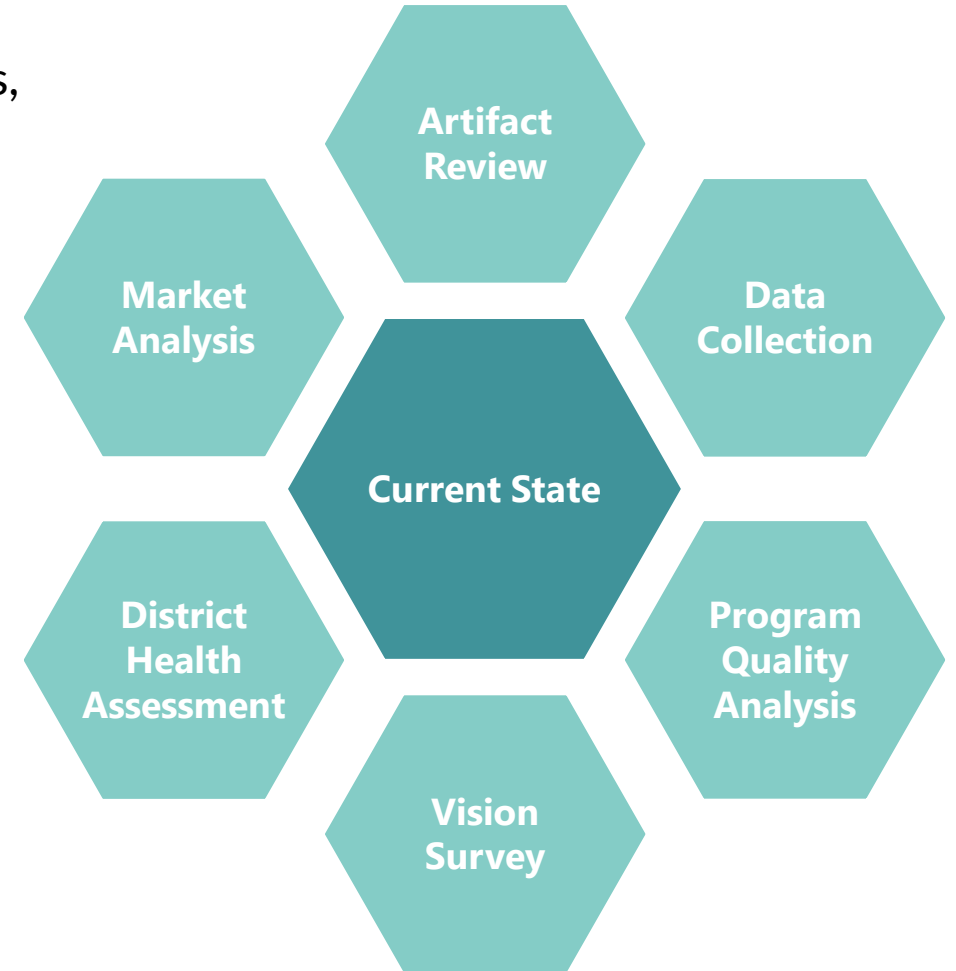 s,
Artifact
Review
Market
Analysis
Data
Collection
Current State
District
Health
Assessment
Program
Quality
Analysis
Vision
Survey